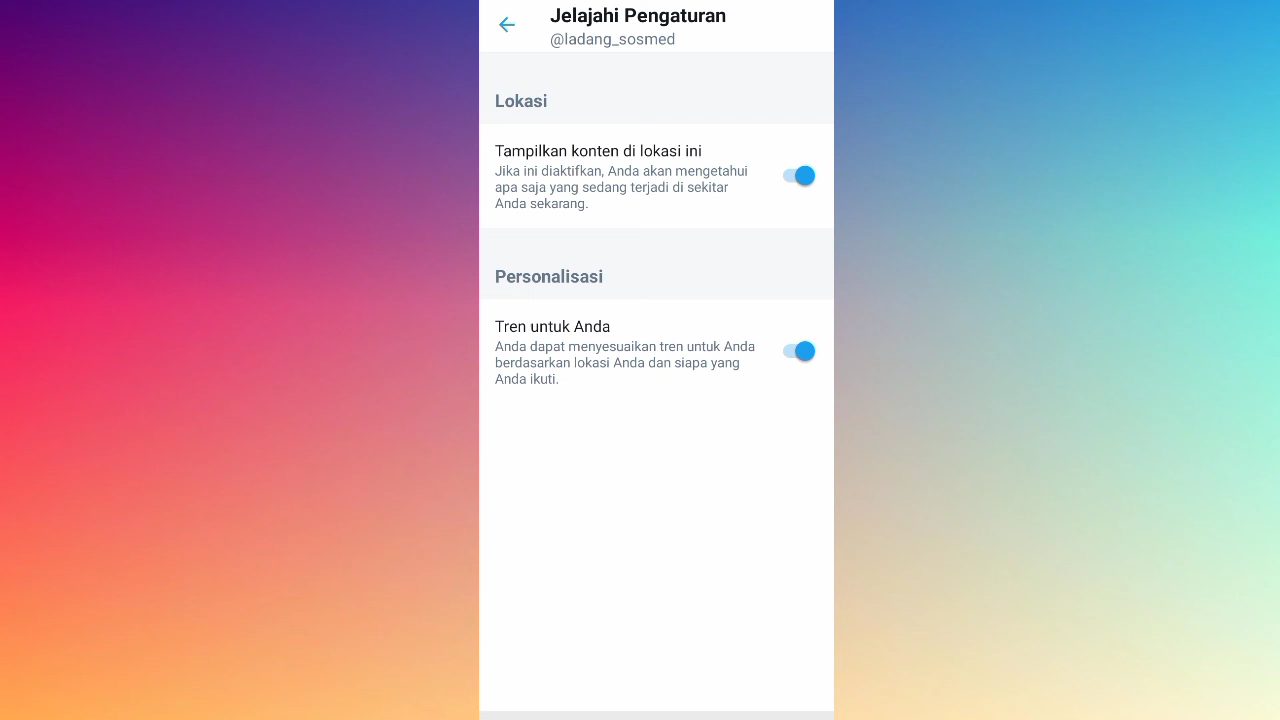 Jelajahi Pengaturan
@ladang_sosmed
Lokasi
Tampilkan konten di lokasi ini
Jika ini diaktifkan, Anda akan mengetahui
apa saja yang sedang terjadi di sekitar
Anda sekarang.
Personalisasi
Tren untuk Anda
Anda dapat menyesuaikan tren untuk Anda
berdasarkan lokasi Anda dan siapa yang
Anda ikuti.